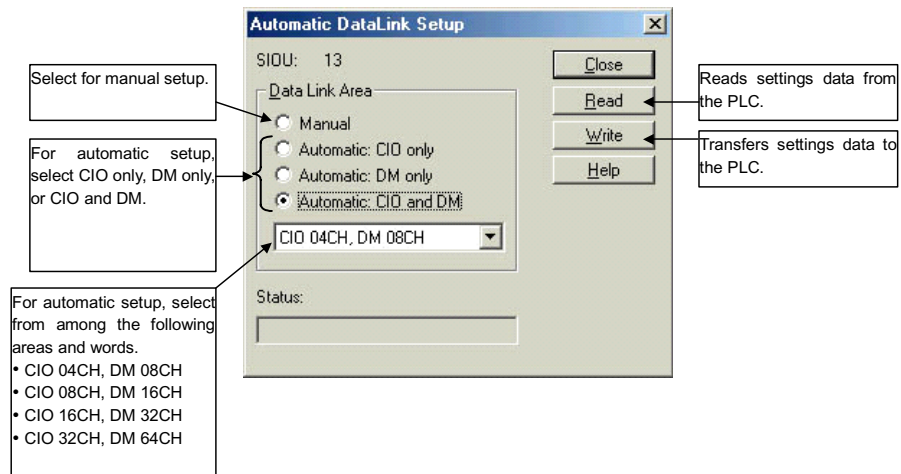 Automatic DataLink Setup
SIOU: 13
Data Link Area
Manual
Automatic: CIO only
Automatic: DM only
Automatic: CIO and DM
CIO 04CH, DM 08CH
Status:
Close
Read
Write
Help
Select for manual setup.
For automatic setup,
select CIO only, DM only,
or CIO and DM.
For automatic setup, select
from among the following
areas and words.
• CIO 04CH, DM 08CH
• CIO 08CH, DM 16CH
• CIO 16CH, DM 32CH
• CIO 32CH, DM 64CH
Reads settings data from
the PLC.
Transfers settings data to
the PLC.